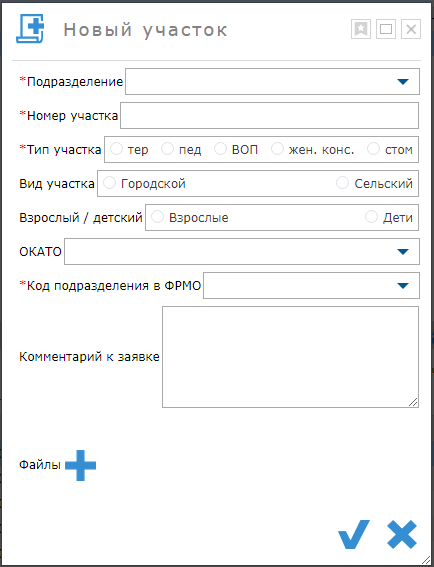 Новый участок
*Подразделение
*Номер участка
*Тип участка тер пед ВОП жен. конс. стом
Вид участка Городской Сельский
Взрослый / детский Взрослые Дети
ОКАТО
*Код подразделения в ФРМО
Комментарий к заявке
Файлы